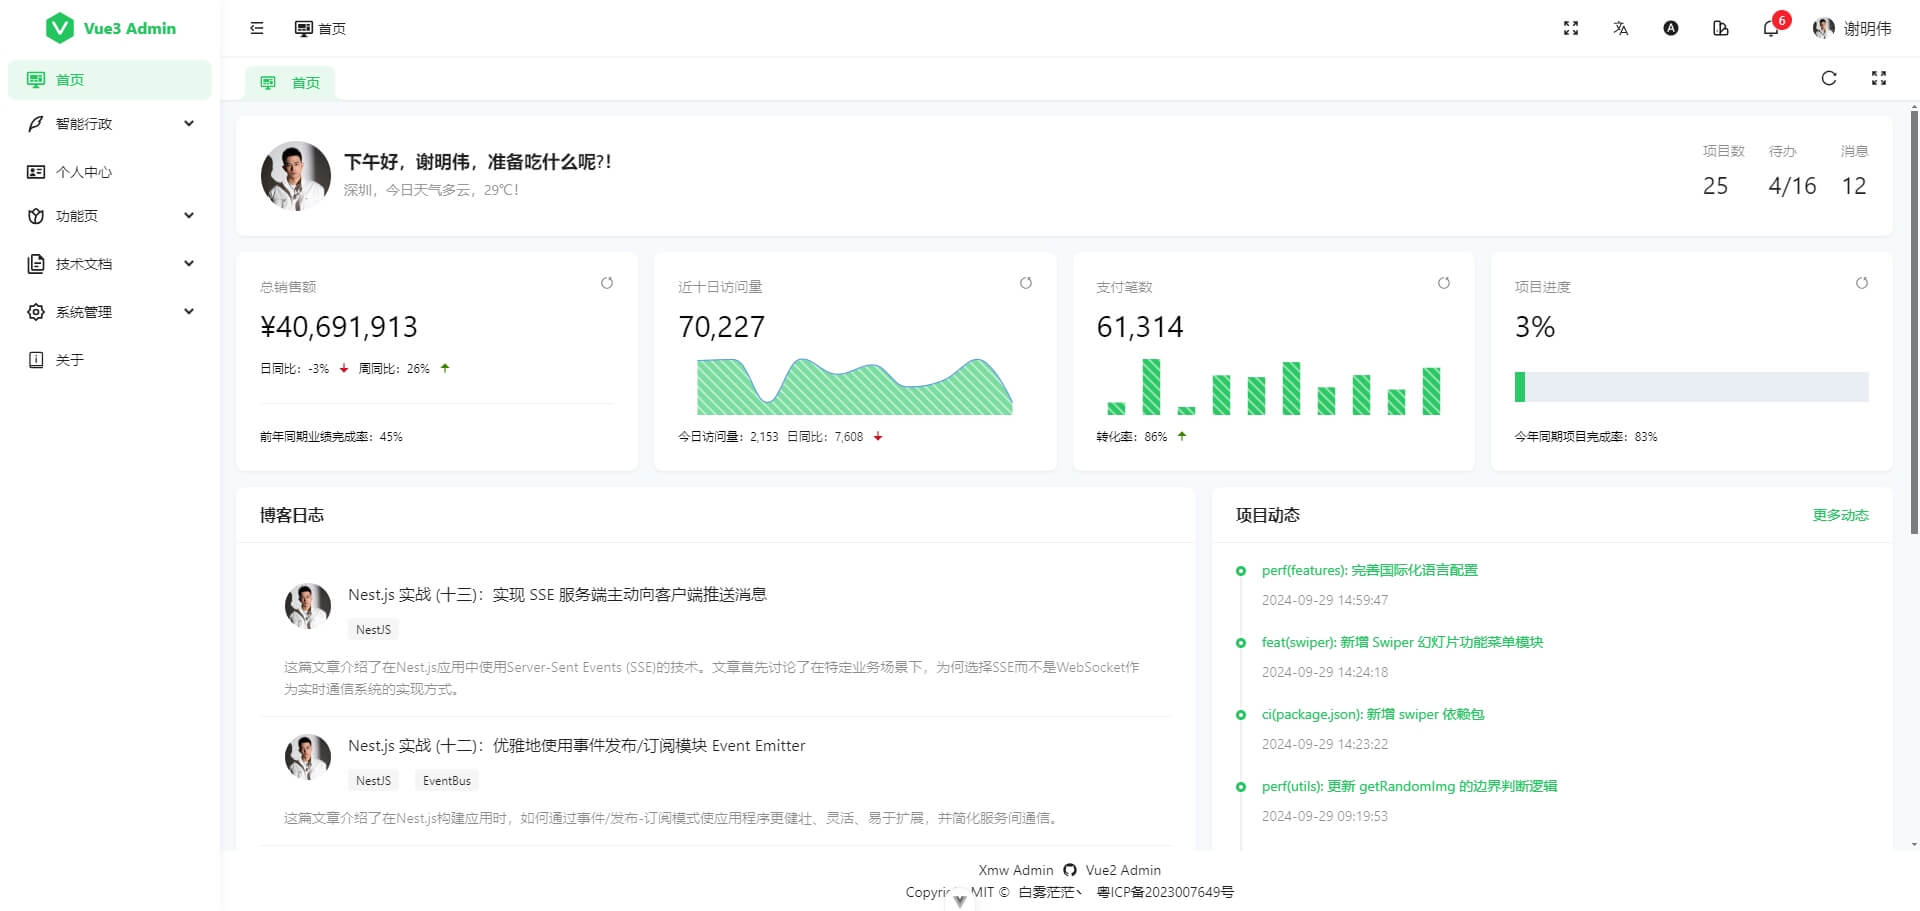 Vue3 Admin
首页
智能行政
个人中心
功能页
技术文档
系统管理
关于
首页
A
6
谢明伟
首页
下午好，谢明伟，准备吃什么呢?!
深圳，今日天气多云，29℃!
项目数
25
待办
4/16
消息
12
总销售额
¥40,691,913
日同比：-3%
周同比：26%
前年同期业绩完成率：45%
近十日访问量
70,227
今日访问量：2,153 日同比：7,608
支付笔数
61,314
转化率：86%
项目进度
3%
今年同期项目完成率：83%
博客日志
Nest.js 实战 (十三)：实现 SSE 服务端主动向客户端推送消息
NestJS
这篇文章介绍了在Nest.js应用中使用Server-Sent Events (SSE)的技术。文章首先讨论了在特定业务场景下，为何选择SSE而不是WebSocket作
为实时通信系统的实现方式。
Nest.js 实战 (十二)：优雅地使用事件发布/订阅模块 Event Emitter
NestJS EventBus
这篇文章介绍了在Nest.js构建应用时，如何通过事件/发布-订阅模式使应用程序更健壮、灵活、易于扩展，并简化服务间通信。
项目动态
更多动态
perf(features): 完善国际化语言配置
2024-09-29 14:59:47
feat(swiper): 新增 Swiper 幻灯片功能菜单模块
2024-09-29 14:24:18
ci(package.json): 新增 swiper 依赖包
2024-09-29 14:23:22
perf(utils): 更新 getRandomImg 的边界判断逻辑
2024-09-29 09:19:53
Xmw Admin Vue2 Admin
MIT © 白雾茫茫丶 粤ICP备2023007649号